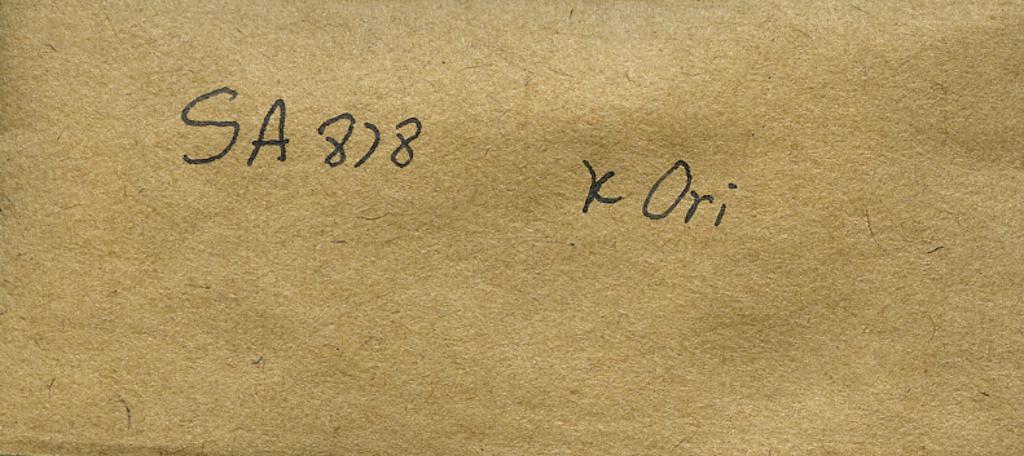 SA 878
κ Ori